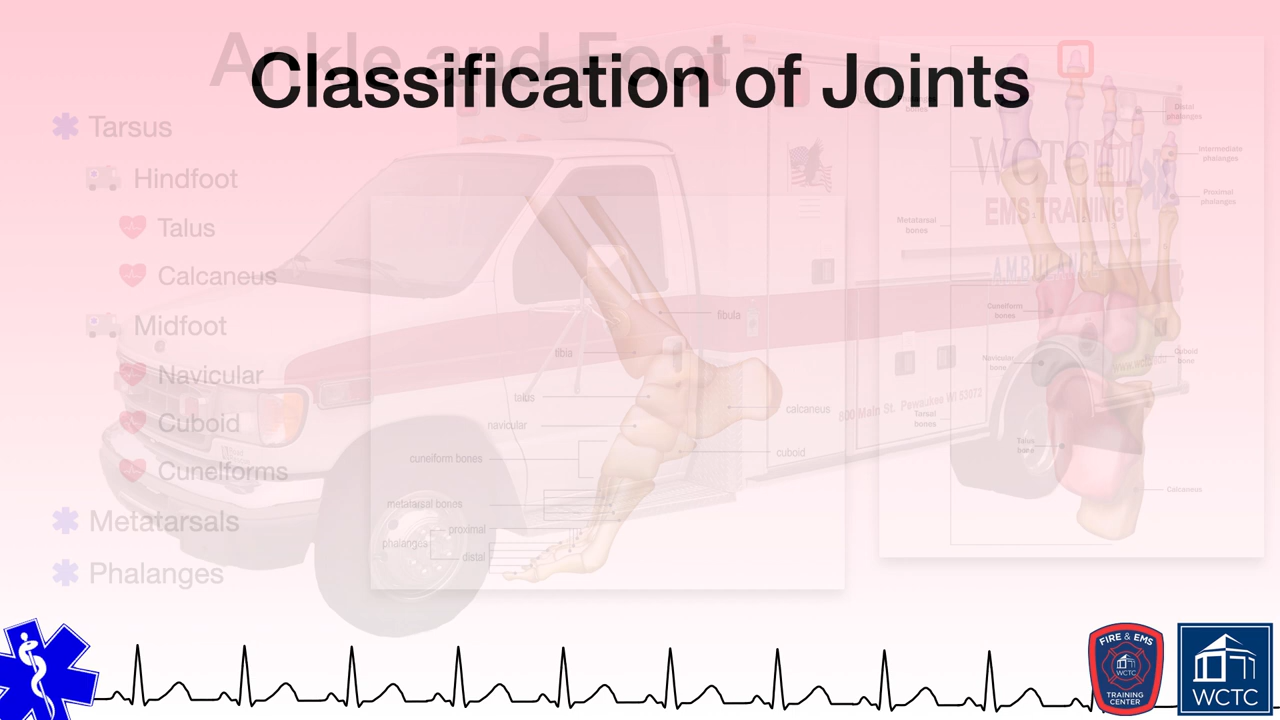 Ankle and Foot
Classification of Joints
Tarsus
Hindfoot
Talus
Calcaneus
Midfoot
Navicular
Cuboid
Cuneiforms
Metatarsals
Phalanges
fibula
tibia
talus
navicular
calcaneus
cuneiform bones
cuboid
metatarsal bones
proximal
phalanges
distal
Distal
phalanges
Intermediate
phalanges
Proximal
phalanges
Metatarsal
bones
Cuneiform
bones
Navicular
bone
Cuboid
bone
Tarsal
bones
Talus
bone
Calcaneus
WCTC
EMS TRAINING
AMBULANCE
800 Main St. Pewaukee WI 53072
FIRE & EMS
WCTC
TRAINING
CENTER
WCTC